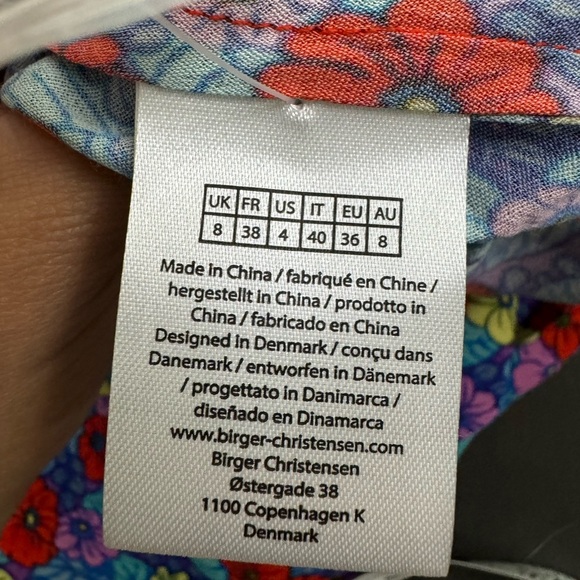 UK FR US IT EU AU
8 38 4 40 36 8
Made in China / fabriqué en Chine /
hergestellt in China / prodotto in
China / fabricado en China
Designed in Denmark / conçu dans
Danemark / entworfen in Dänemark
/ progettato in Danimarca /
diseñado en Dinamarca
www.birger-christensen.com
Birger Christensen
Østergade 38
1100 Copenhagen K
Denmark